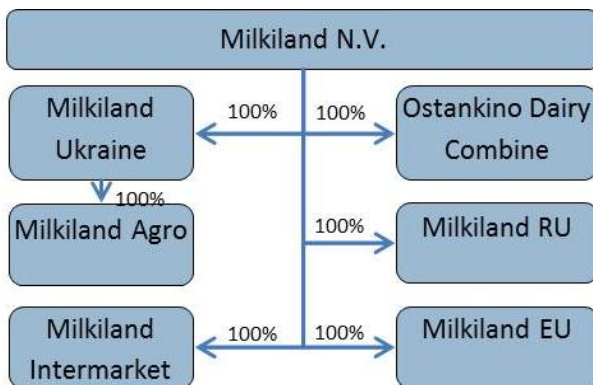 Milkiland N.V.
Milkiland
Ukraine
100%
100%
Ostankino Dairy
Combine
100%
Milkiland Agro
100%
Milkiland RU
Milkiland
Intermarket
100%
100%
Milkiland EU